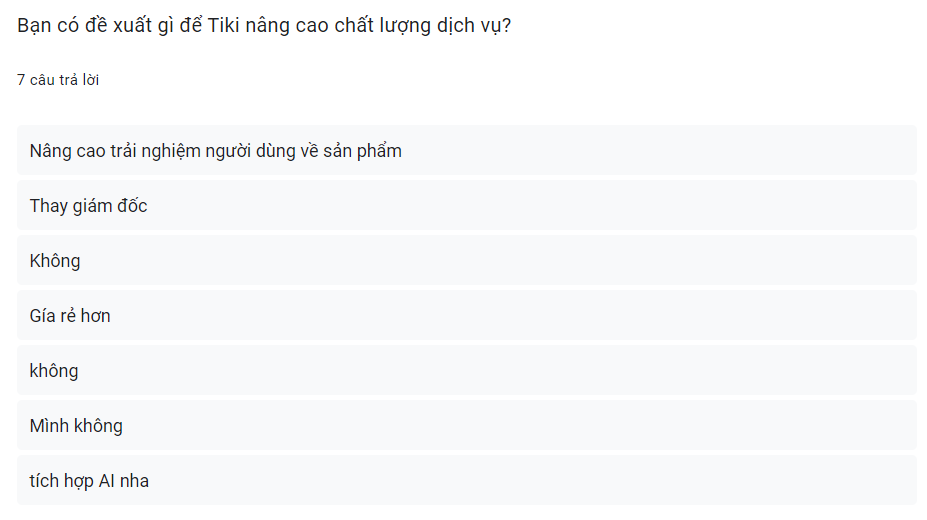 Bạn có đề xuất gì để Tiki nâng cao chất lượng dịch vụ?
7 câu trả lời
Nâng cao trải nghiệm người dùng về sản phẩm
Thay giám đốc
Không
Gía rẻ hơn
không
Mình không
tích hợp AI nha